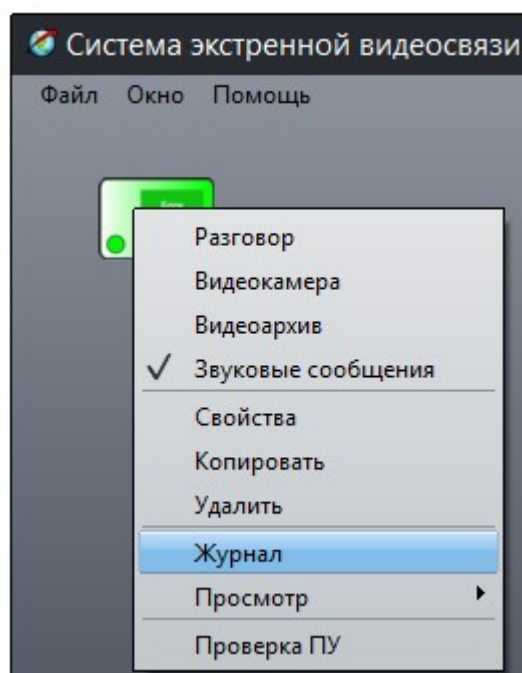 Система экстренной видеосвязи
Файл Окно Помощь
Разговор
Видеокамера
Видеоархив
Звуковые сообщения
Свойства
Копировать
Удалить
Журнал
Просмотр
Проверка ПУ